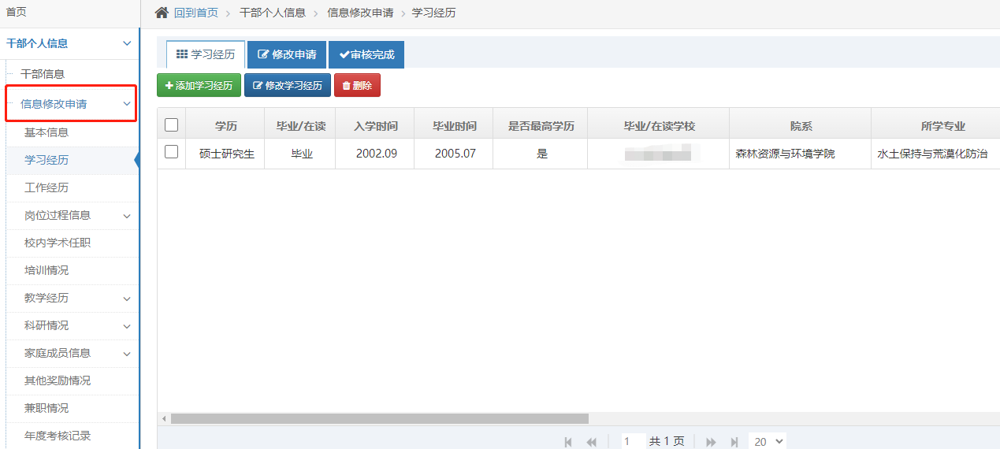 首页
回到首页 干部个人信息 信息修改申请 学习经历
干部个人信息
干部信息
信息修改申请
基本信息
学习经历
工作经历
岗位过程信息
校内学术任职
培训情况
教学经历
科研情况
家庭成员信息
其他奖励情况
兼职情况
年度考核记录
学习经历 修改申请 审核完成
添加学习经历 修改学习经历 删除
学历 毕业/在读 入学时间 毕业时间 是否最高学历 毕业/在读学校 院系 所学专业
硕士研究生 毕业 2002.09 2005.07 是 森林资源与环境学院 水土保持与荒漠化防治
1 共 1 页 20